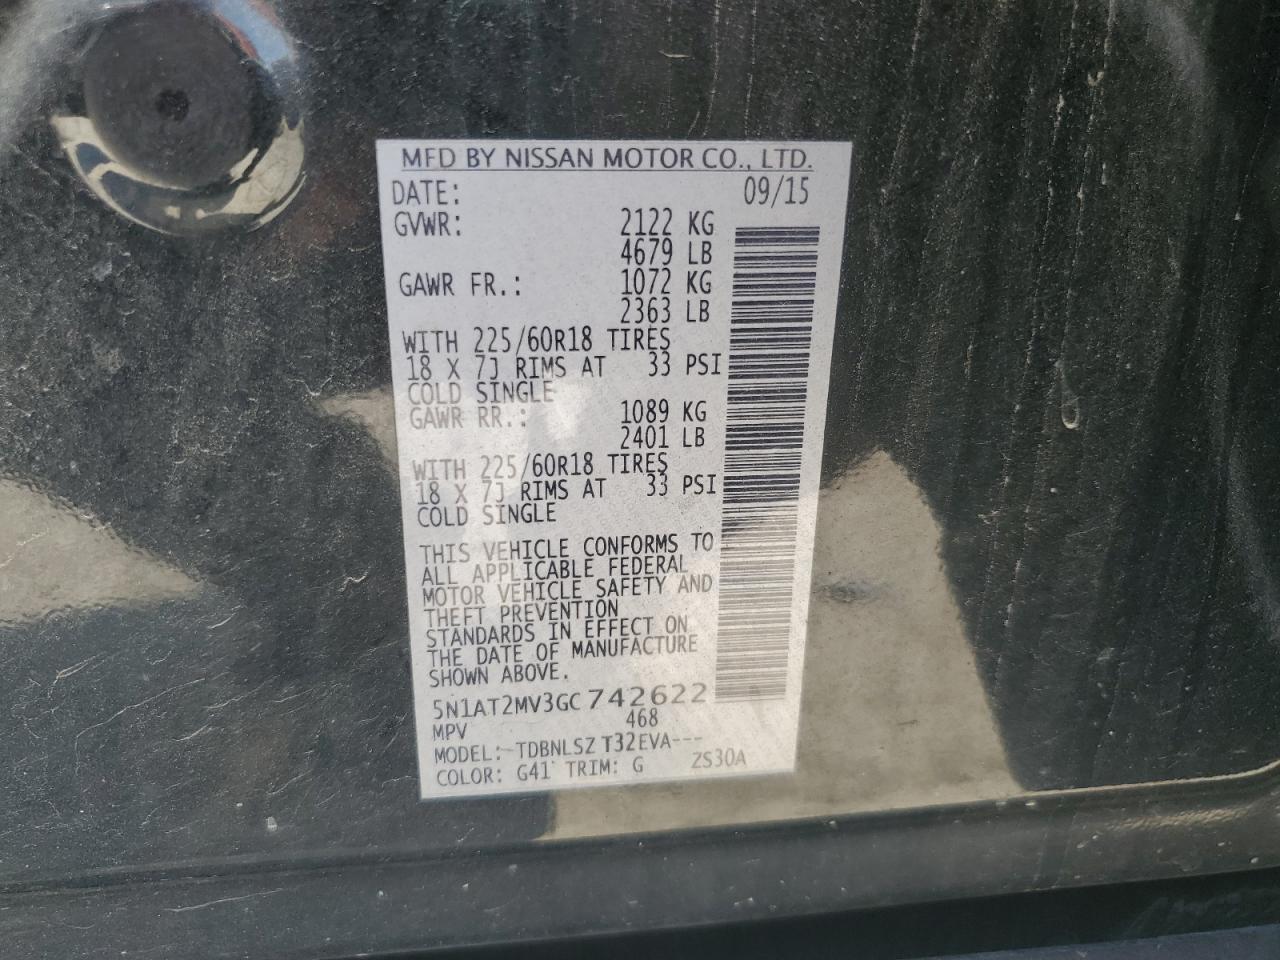 MFD BY NISSAN MOTOR CO., LTD.
DATE: 09/15
GVWR: 2122 KG
4679 LB
GAWR FR.: 1072 KG
2363 LB
WITH 225/60R18 TIRES
18 X 7J RIMS AT 33 PSI
COLD SINGLE
GAWR RR.: 1089 KG
2401 LB
WITH 225/60R18 TIRES
18 X 7J RIMS AT 33 PSI
COLD SINGLE
THIS VEHICLE CONFORMS TO
ALL APPLICABLE FEDERAL
MOTOR VEHICLE SAFETY AND
THEFT PREVENTION
STANDARDS IN EFFECT ON
THE DATE OF MANUFACTURE
SHOWN ABOVE.
5N1AT2MV3GC742622
MPV 468
MODEL: TDBNLSZ T32EVA---
COLOR: G41 TRIM: G ZS30A